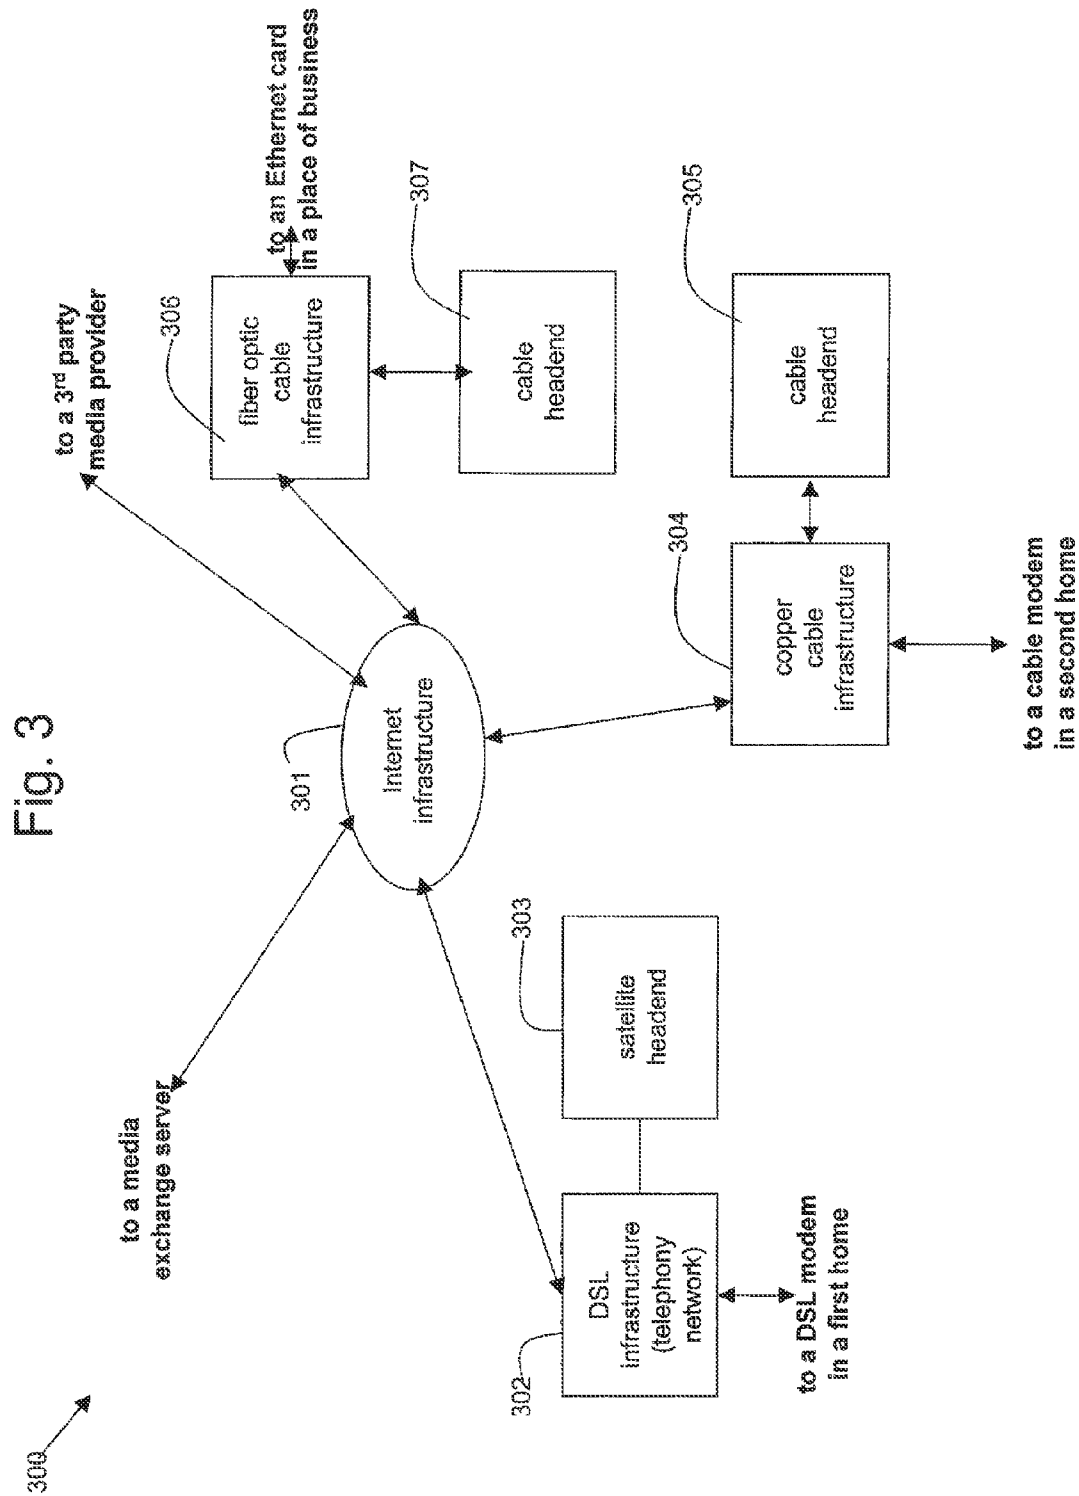 Fig. 3
300
to a media
exchange server
to a 3rd party
media provider
301
Internet
infrastructure
306
fiber optic
cable
infrastructure
to an Ethernet card
in a place of business
307
cable
headend
302
DSL
infrastructure
(telephony
network)
303
satellite
headend
304
copper
cable
infrastructure
305
cable
headend
to a DSL modem
in a first home
to a cable modem
in a second home